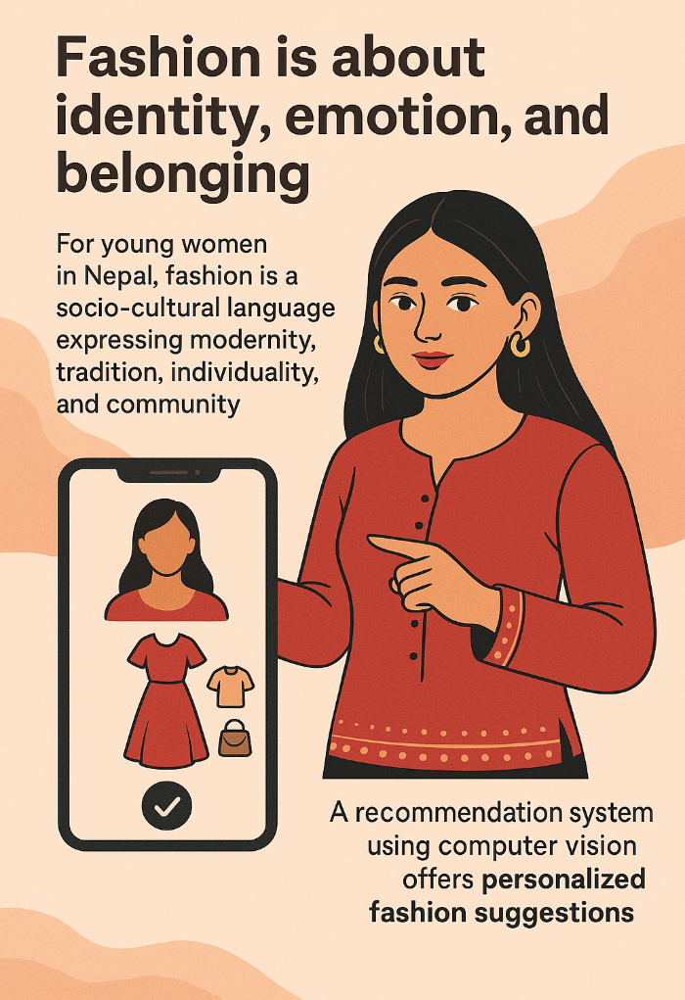 Fashion is about
identity, emotion, and
belonging
For young women
in Nepal, fashion is a
socio-cultural language
expressing modernity,
tradition, individuality,
and community
A recommendation system
using computer vision
offers personalized
fashion suggestions